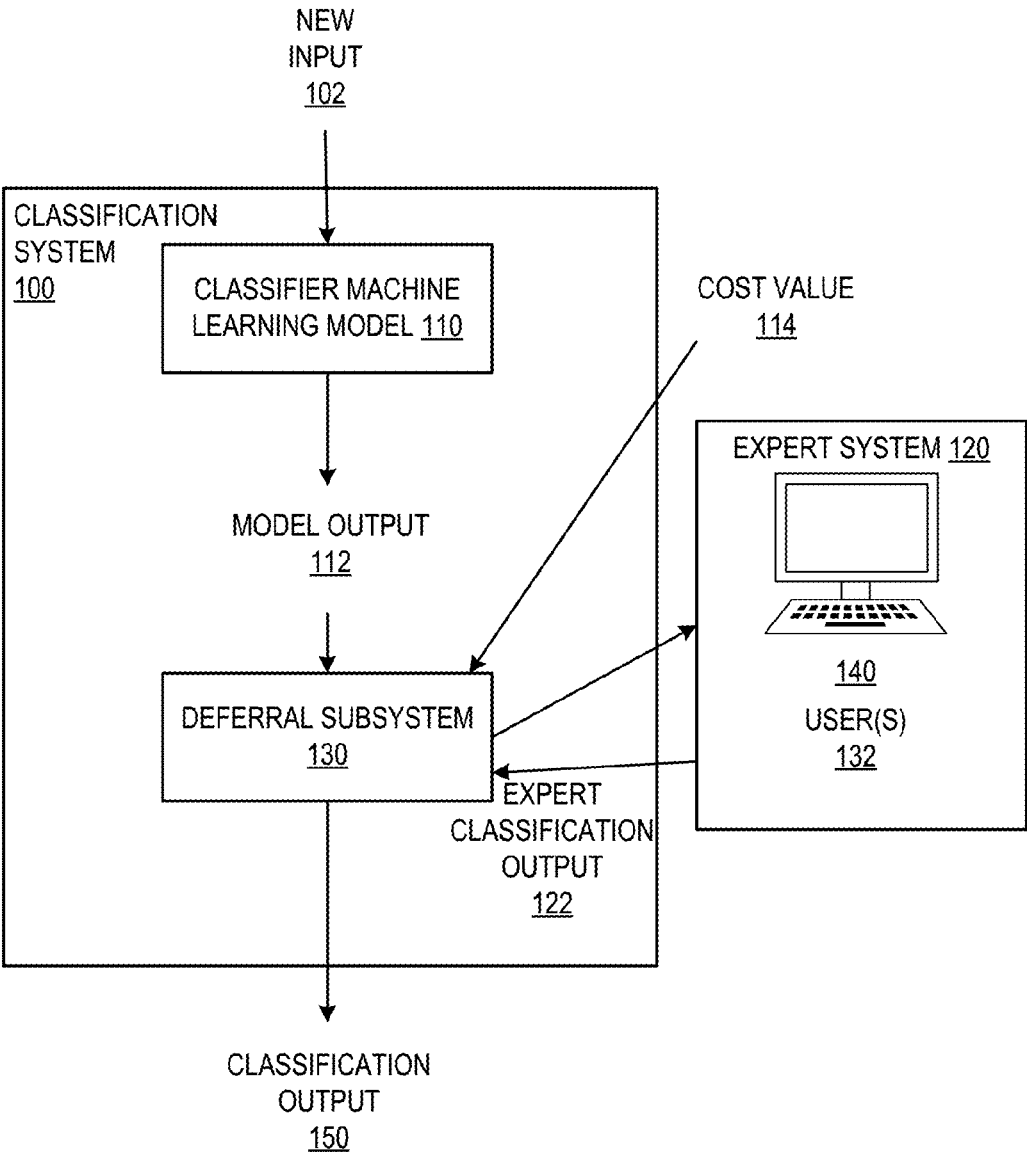 NEW
INPUT
102
CLASSIFICATION
SYSTEM
100
CLASSIFIER MACHINE
LEARNING MODEL 110
COST VALUE
114
MODEL OUTPUT
112
EXPERT SYSTEM 120
140
USER(S)
132
DEFERRAL SUBSYSTEM
130
EXPERT
CLASSIFICATION
OUTPUT
122
CLASSIFICATION
OUTPUT
150